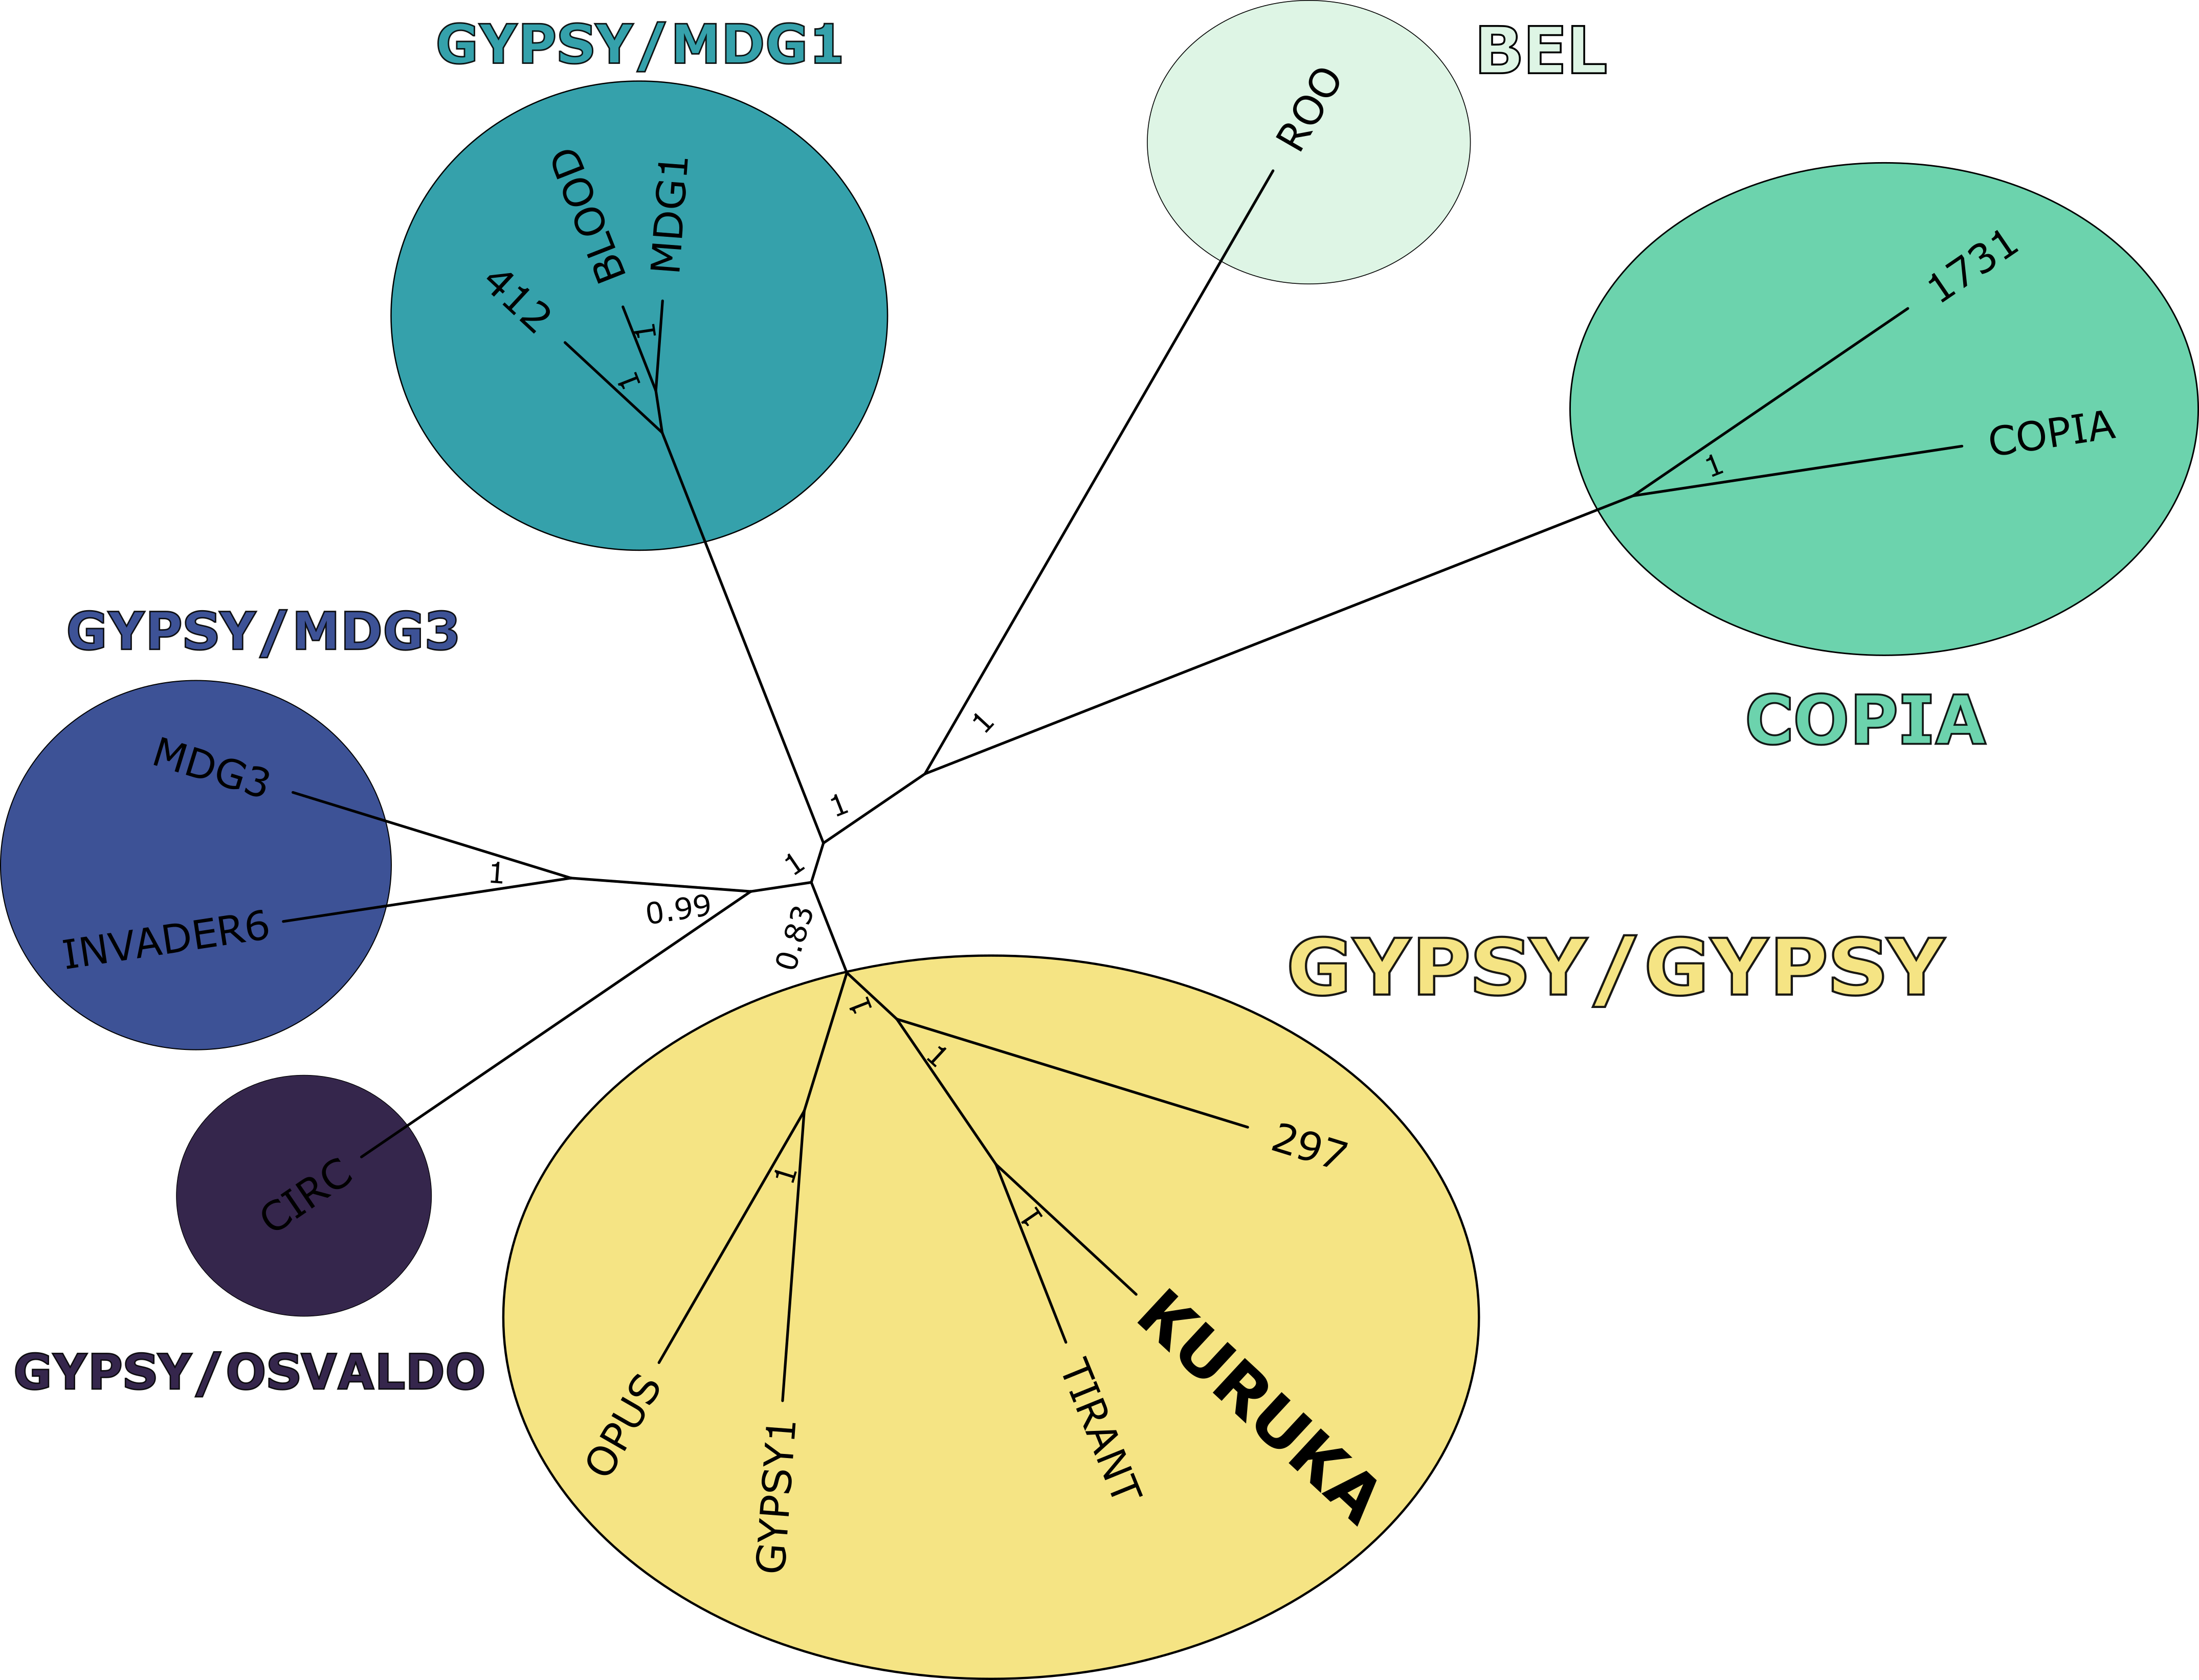 GYPSY/MDG1
BLOOD
MDG1
412
1
1
BEL
ROO
1731
COPIA
1
COPIA
1
1
1
GYPSY/MDG3
MDG3
INVADER6
1
0.99
0.83
CIRC
GYPSY/OSVALDO
GYPSY/GYPSY
1
1
297
1
1
KURUKA
TIRANT
OPUS
GYPSY1